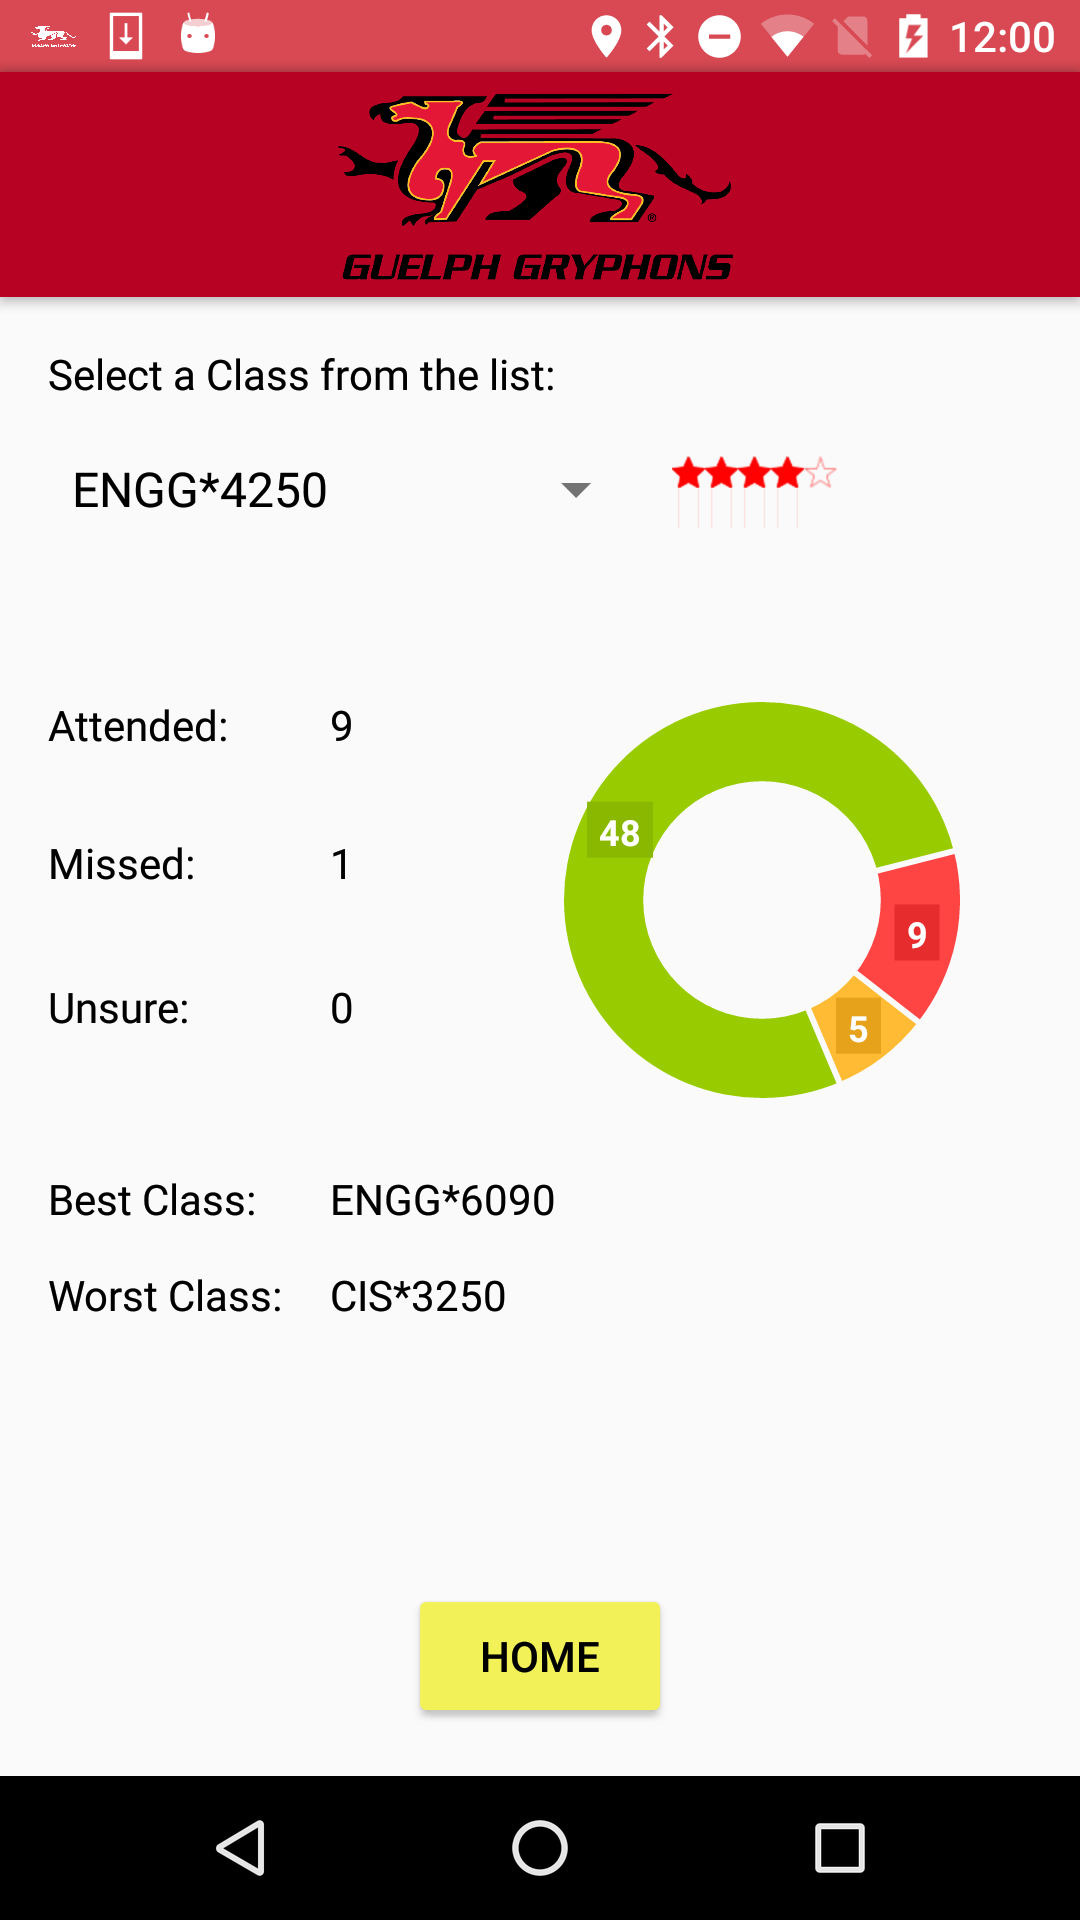 12:00
GUELPH GRYPHONS
®
Select a Class from the list:
ENGG*4250
Attended: 9
48
Missed: 1
9
Unsure: 0
5
Best Class: ENGG*6090
Worst Class: CIS*3250
HOME